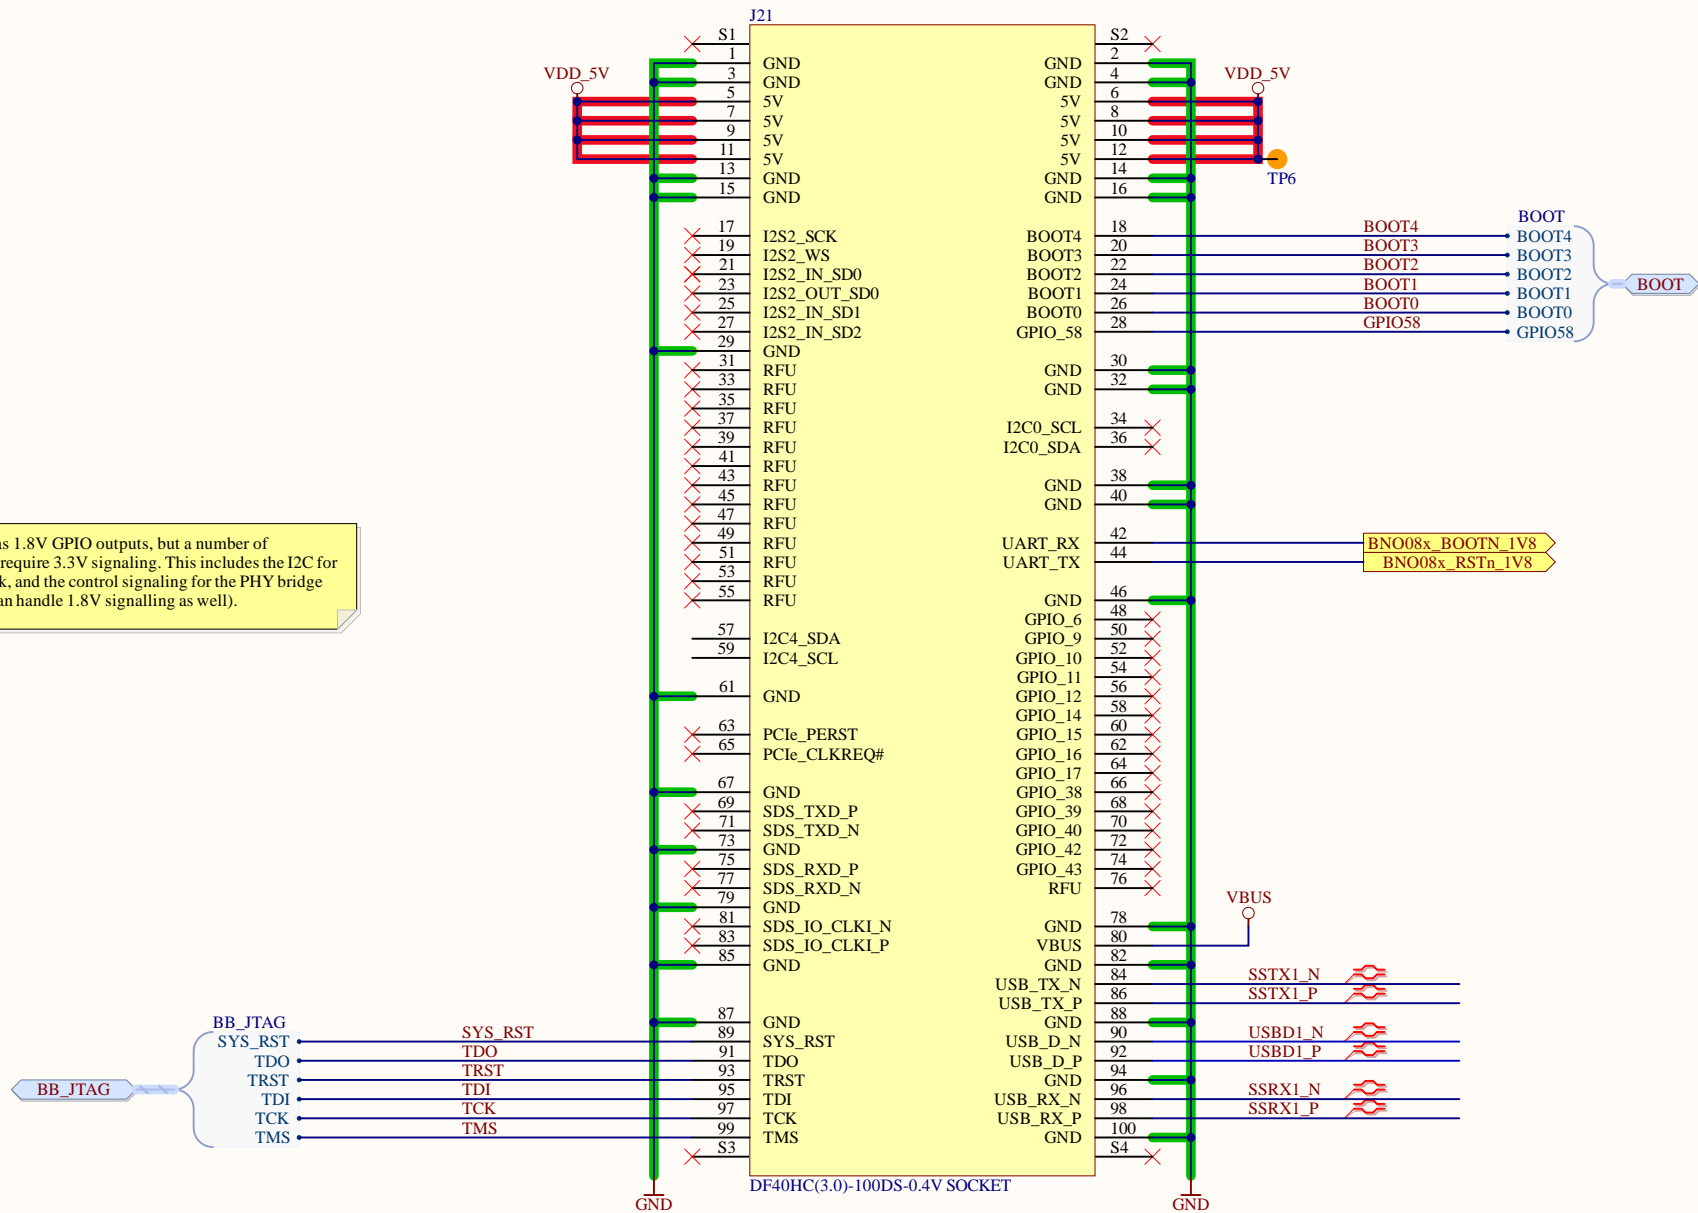 J21
S1
S2
1 GND GND 2
3 GND GND 4
VDD_5V
VDD_5V
5 5V 5V 6
7 5V 5V 8
9 5V 5V 10
11 5V 5V 12
TP6
13 GND GND 14
15 GND GND 16
BOOT
17 I2S2_SCK BOOT4 18 BOOT4 BOOT4
19 I2S2_WS BOOT3 20 BOOT3 BOOT3
21 I2S2_IN_SD0 BOOT2 22 BOOT2 BOOT2
23 I2S2_OUT_SD0 BOOT1 24 BOOT1 BOOT1
BOOT
25 I2S2_IN_SD1 BOOT0 26 BOOT0 BOOT0
27 I2S2_IN_SD2 GPIO_58 28 GPIO58 GPIO58
29 GND
31 RFU GND 30
33 RFU GND 32
35 RFU
37 RFU I2C0_SCL 34
39 RFU I2C0_SDA 36
41 RFU
43 RFU GND 38
45 RFU GND 40
47 RFU
49 RFU UART_RX 42 BNO08x_BOOTN_1V8
51 RFU UART_TX 44 BNO08x_RSTn_1V8
53 RFU
55 RFU GND 46
as 1.8V GPIO outputs, but a number of
require 3.3V signaling. This includes the I2C for
k, and the control signaling for the PHY bridge
an handle 1.8V signalling as well).
GPIO_6 48
57 I2C4_SDA GPIO_9 50
59 I2C4_SCL GPIO_10 52
GPIO_11 54
61 GND GPIO_12 56
GPIO_14 58
63 PCIe_PERST GPIO_15 60
65 PCIe_CLKREQ# GPIO_16 62
GPIO_17 64
67 GND GPIO_38 66
69 SDS_TXD_P GPIO_39 68
71 SDS_TXD_N GPIO_40 70
73 GND GPIO_42 72
75 SDS_RXD_P GPIO_43 74
77 SDS_RXD_N RFU 76
VBUS
79 GND
81 SDS_IO_CLKI_N GND 78
83 SDS_IO_CLKI_P VBUS 80
85 GND GND 82
USB_TX_N 84 SSTX1_N
USB_TX_P 86 SSTX1_P
BB_JTAG
87 GND GND 88
SYS_RST SYS_RST 89 SYS_RST USB_D_N 90 USBD1_N
TDO TDO 91 TDO USB_D_P 92 USBD1_P
TRST TRST 93 TRST GND 94
BB_JTAG
TDI TDI 95 TDI USB_RX_N 96 SSRX1_N
TCK TCK 97 TCK USB_RX_P 98 SSRX1_P
TMS TMS 99 TMS GND 100
S3
S4
DF40HC(3.0)-100DS-0.4V SOCKET
GND
GND